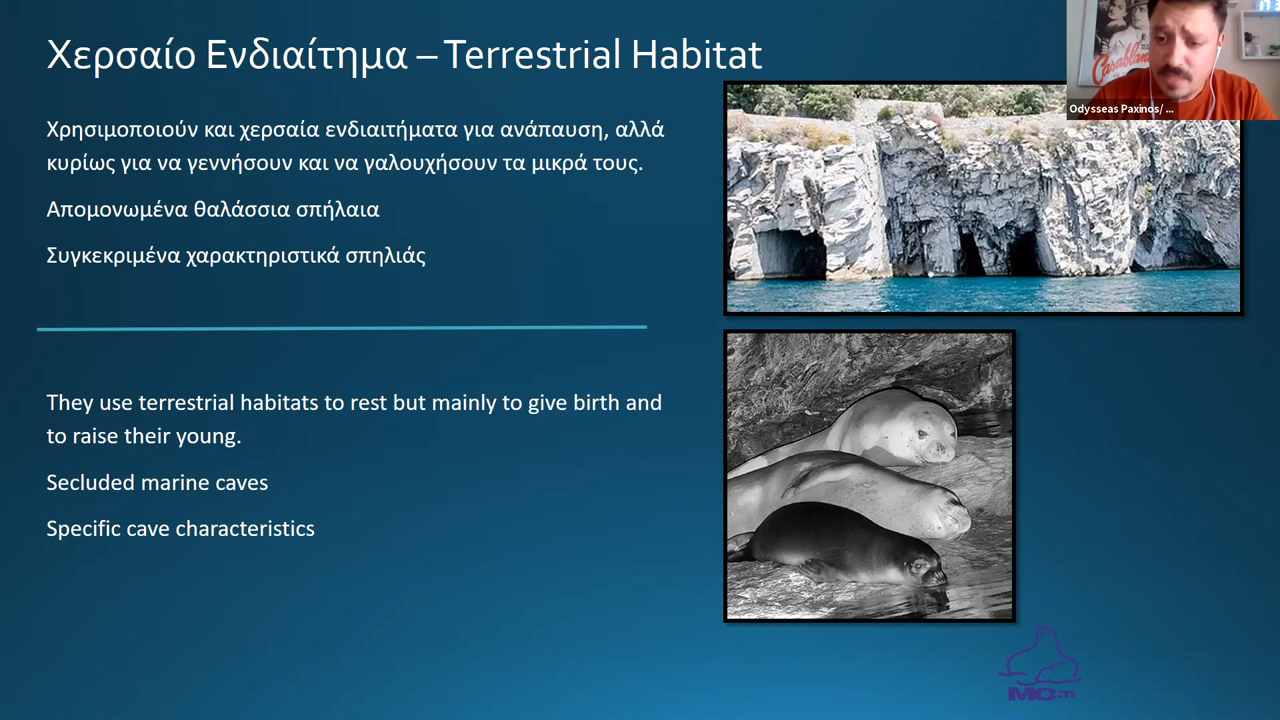 Χερσαίο Ενδιαίτημα – Terrestrial Habitat
Χρησιμοποιούν και χερσαία ενδιαιτήματα για ανάπαυση, αλλά
κυρίως για να γεννήσουν και να γαλουχήσουν τα μικρά τους.
Απομονωμένα θαλάσσια σπήλαια
Συγκεκριμένα χαρακτηριστικά σπηλιάς
They use terrestrial habitats to rest but mainly to give birth and
to raise their young.
Secluded marine caves
Specific cave characteristics
Odysseas Paxinos/ ...